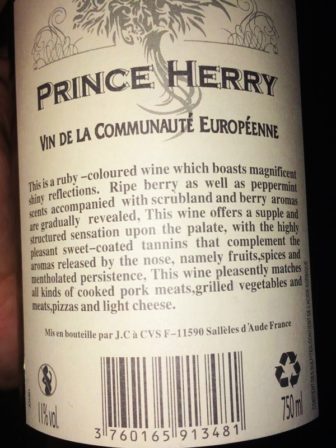 PRINCE HERRY
VIN DE LA COMMUNAUTÉ EUROPÉENNE
This is a ruby -coloured wine which boasts magnificent
shiny reflections. Ripe berry as well as peppermint
scents accompanied with scrubland and berry aromas
are gradually revealed, This wine offers a supple and
structured sensation upon the palate, with the highly
pleasant sweet-coated tannins that complement the
aromas released by the nose, namely fruits,spices and
mentholated persistence, This wine pleasently matches
all kinds of cooked pork meats,grilled vegetables and
meats,pizzas and light cheese.
Mis en bouteille par J.C à CVS F-11590 Sallèles d'Aude France
11% vol.
750 ml
3 760165 913481